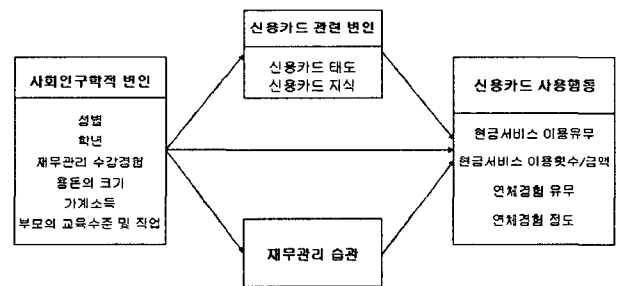 신용카드 관련 변인
신용카드 태도
신용카드 지식
사회인구학적 변인
성별
학년
재무관리 수강경험
용돈의 크기
가계소득
부모의 교육수준 및 직업
재무관리 습관
신용카드 사용행동
현금서비스 이용유무
현금서비스 이용횟수/금액
연체경험 유무
연체경험 정도